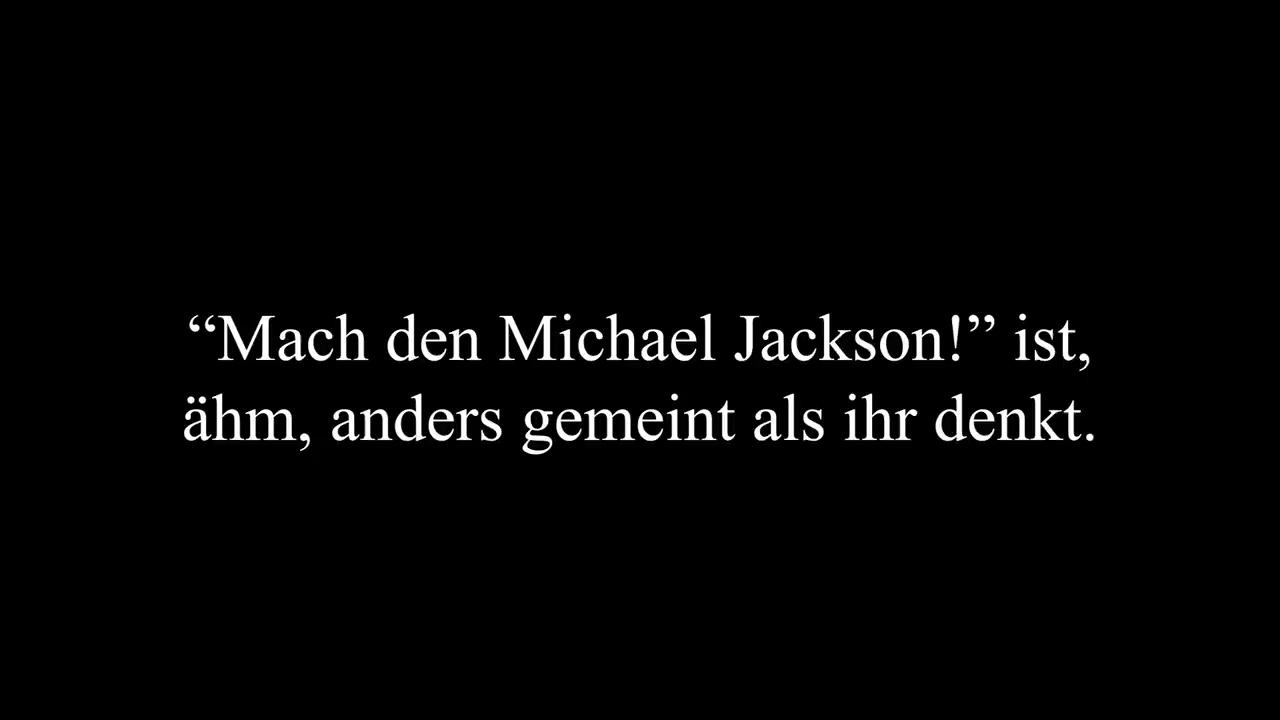 “Mach den Michael Jackson!” ist,
ähm, anders gemeint als ihr denkt.